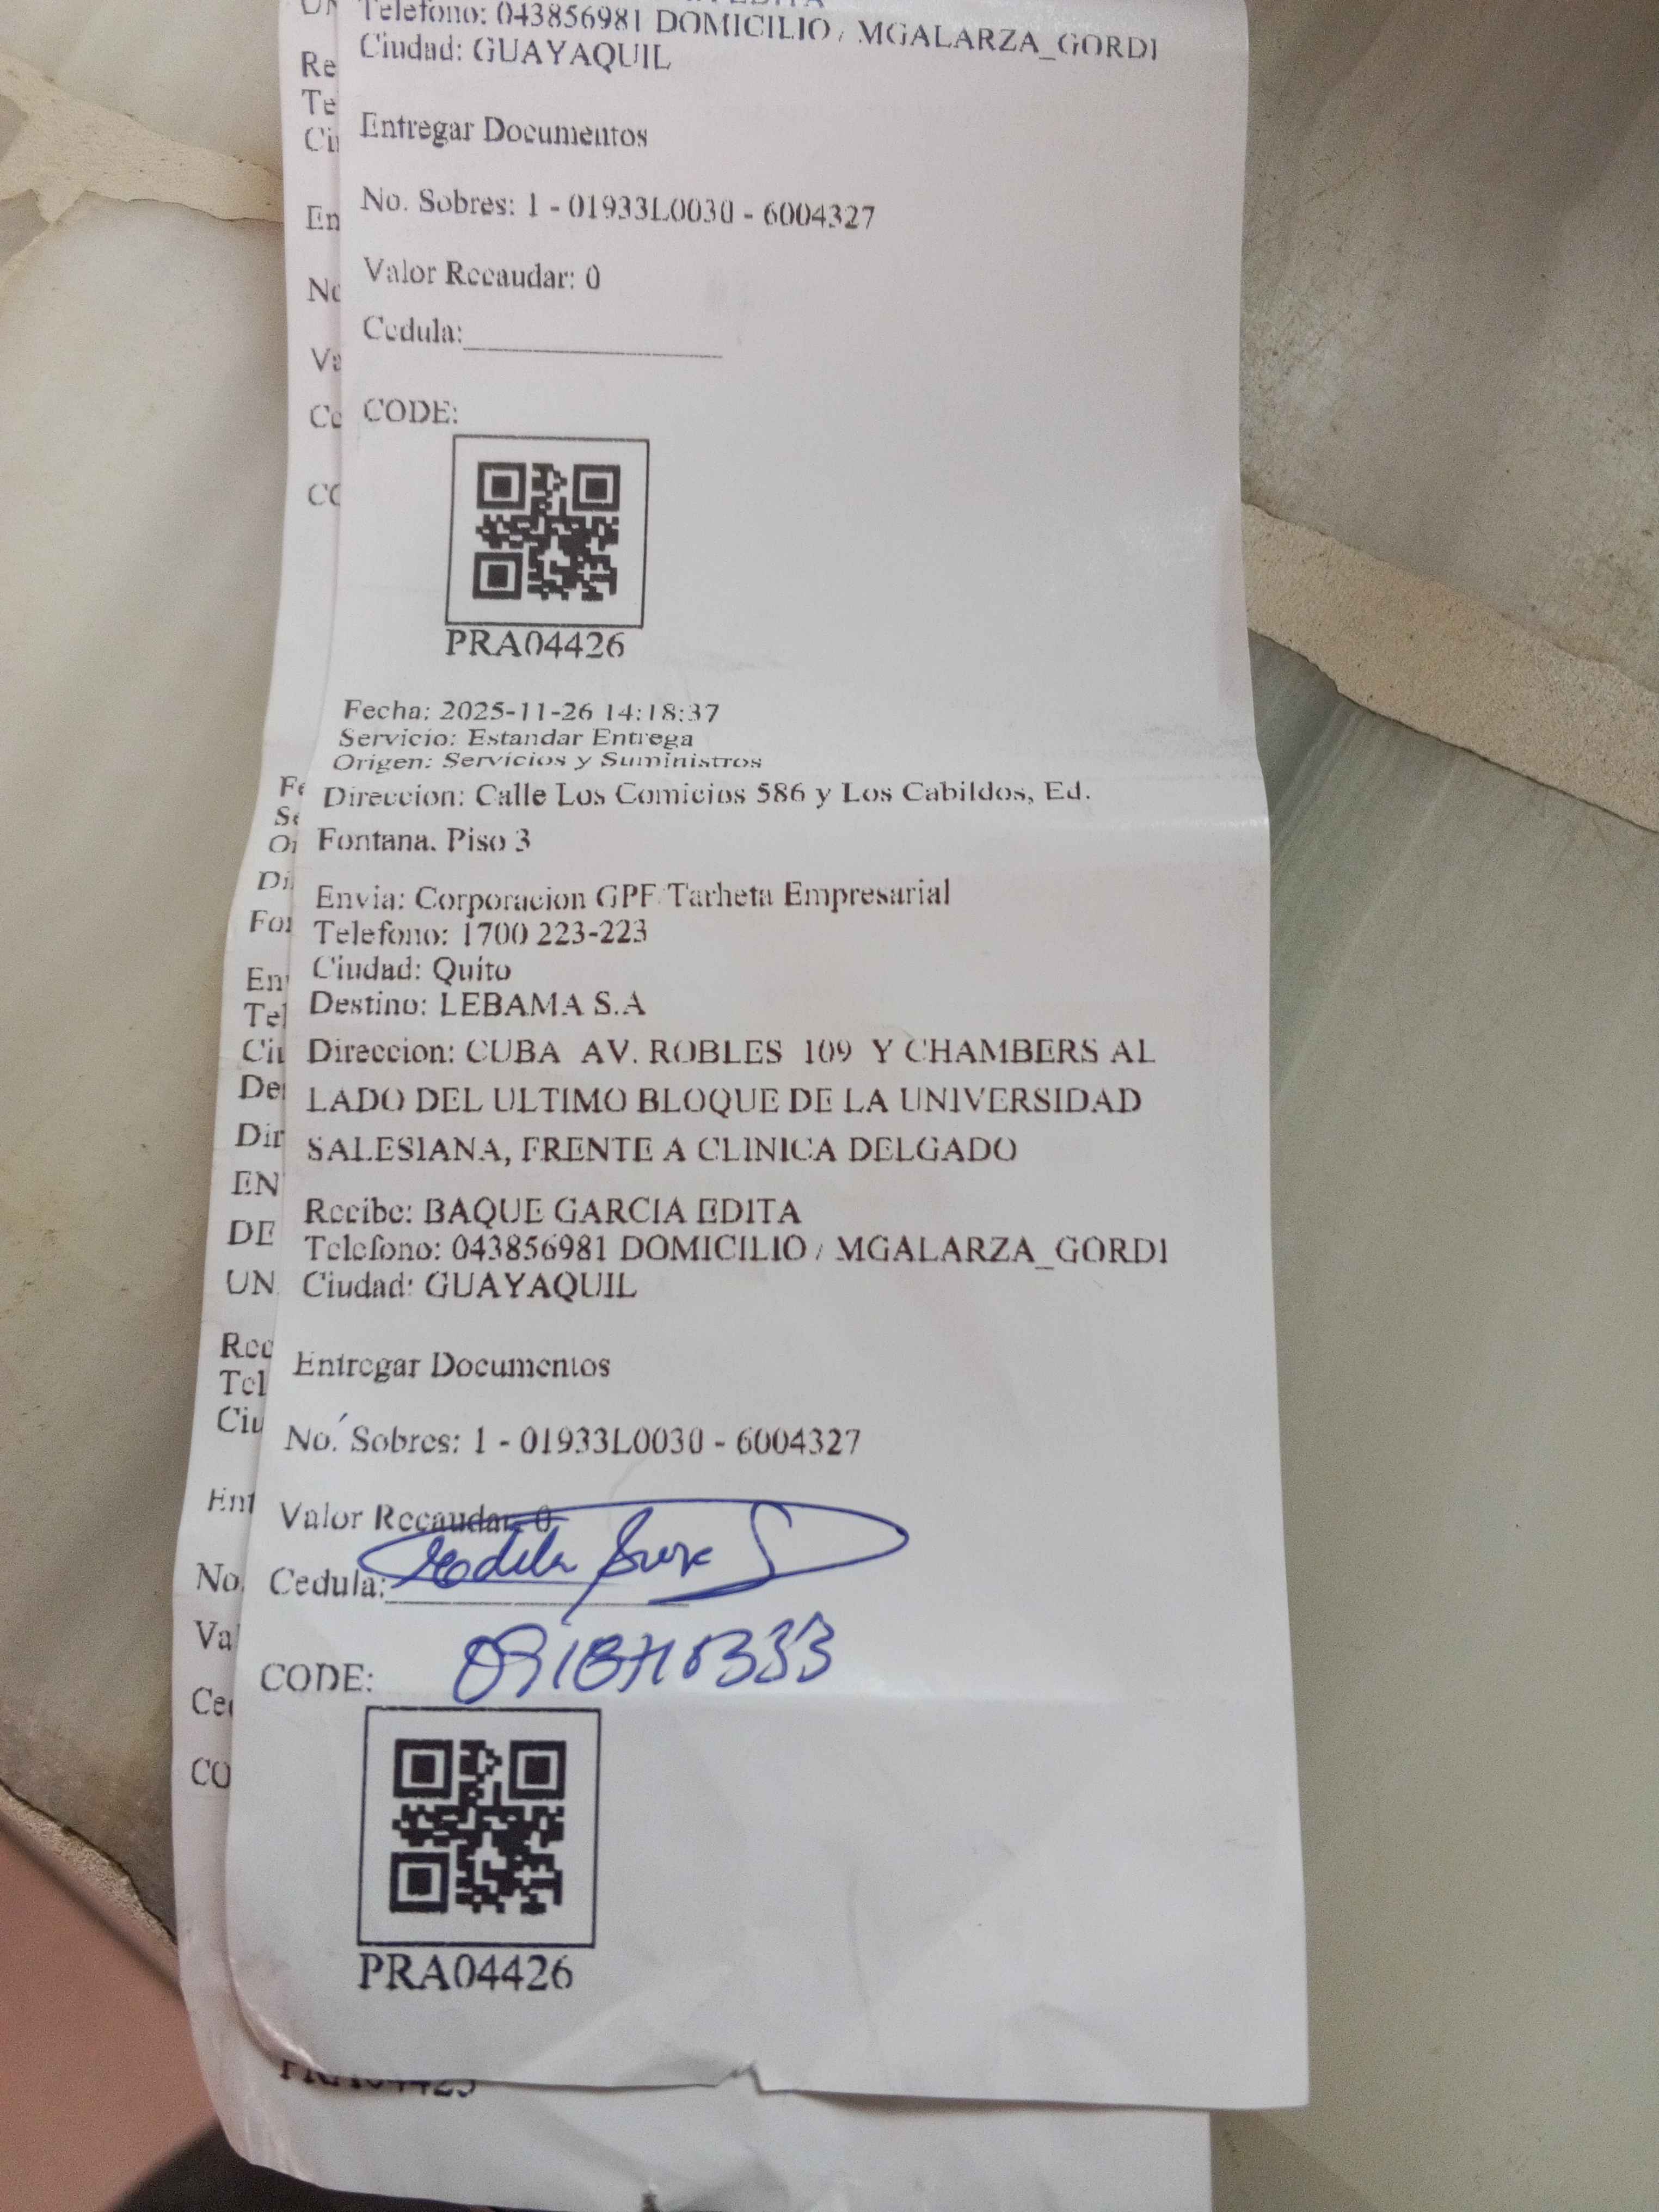 Telefono: 043856981 DOMICILIO / MGALARZA_GORDI
Ciudad: GUAYAQUIL
Entregar Documentos
No. Sobres: 1 - 01933L0030 - 6004327
Valor Recaudar: 0
Cedula:
CODE:
PRA04426
Fecha: 2025-11-26 14:18:37
Servicio: Estandar Entrega
Origen: Servicios y Suministros
Direccion: Calle Los Comicios 586 y Los Cabildos, Ed.
Fontana. Piso 3
Envia: Corporacion GPF Tarheta Empresarial
Telefono: 1700 223-223
Ciudad: Quito
Destino: LEBAMA S.A
Direccion: CUBA AV. ROBLES 109 Y CHAMBERS AL
LADO DEL ULTIMO BLOQUE DE LA UNIVERSIDAD
SALESIANA, FRENTE A CLINICA DELGADO
Recibe: BAQUE GARCIA EDITA
Telefono: 043856981 DOMICILIO / MGALARZA_GORDI
Ciudad: GUAYAQUIL
Entregar Documentos
No. Sobres: 1 - 01933L0030 - 6004327
Valor Recaudar: 0
Cedula:
CODE:
PRA04426